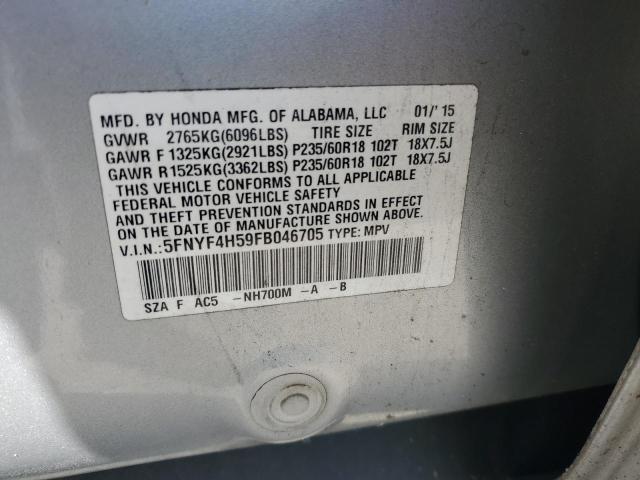 MFD. BY HONDA MFG. OF ALABAMA, LLC 01/'15
GVWR 2765KG(6096LBS) TIRE SIZE RIM SIZE
GAWR F 1325KG(2921LBS) P235/60R18 102T 18X7.5J
GAWR R1525KG(3362LBS) P235/60R18 102T 18X7.5J
THIS VEHICLE CONFORMS TO ALL APPLICABLE
FEDERAL MOTOR VEHICLE SAFETY
AND THEFT PREVENTION STANDARDS IN EFFECT
ON THE DATE OF MANUFACTURE SHOWN ABOVE.
V.I.N.: 5FNYF4H59FB046705 TYPE: MPV
SZA F AC5 -NH700M -A -B